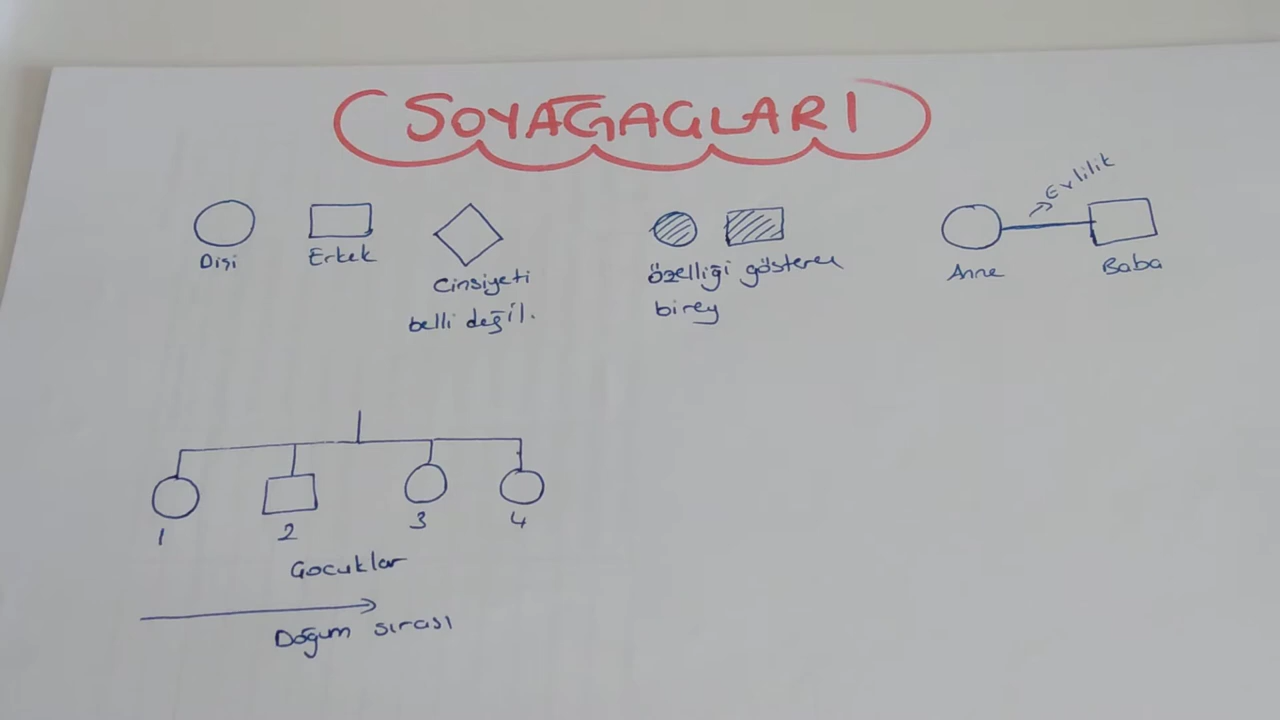 SOYAĞAÇLARI
Dişi
Erkek
Cinsiyeti
belli değil.
özelliği gösteren
birey
Evlilik
Anne
Baba
1 2 3 4
Çocuklar
Doğum sırası